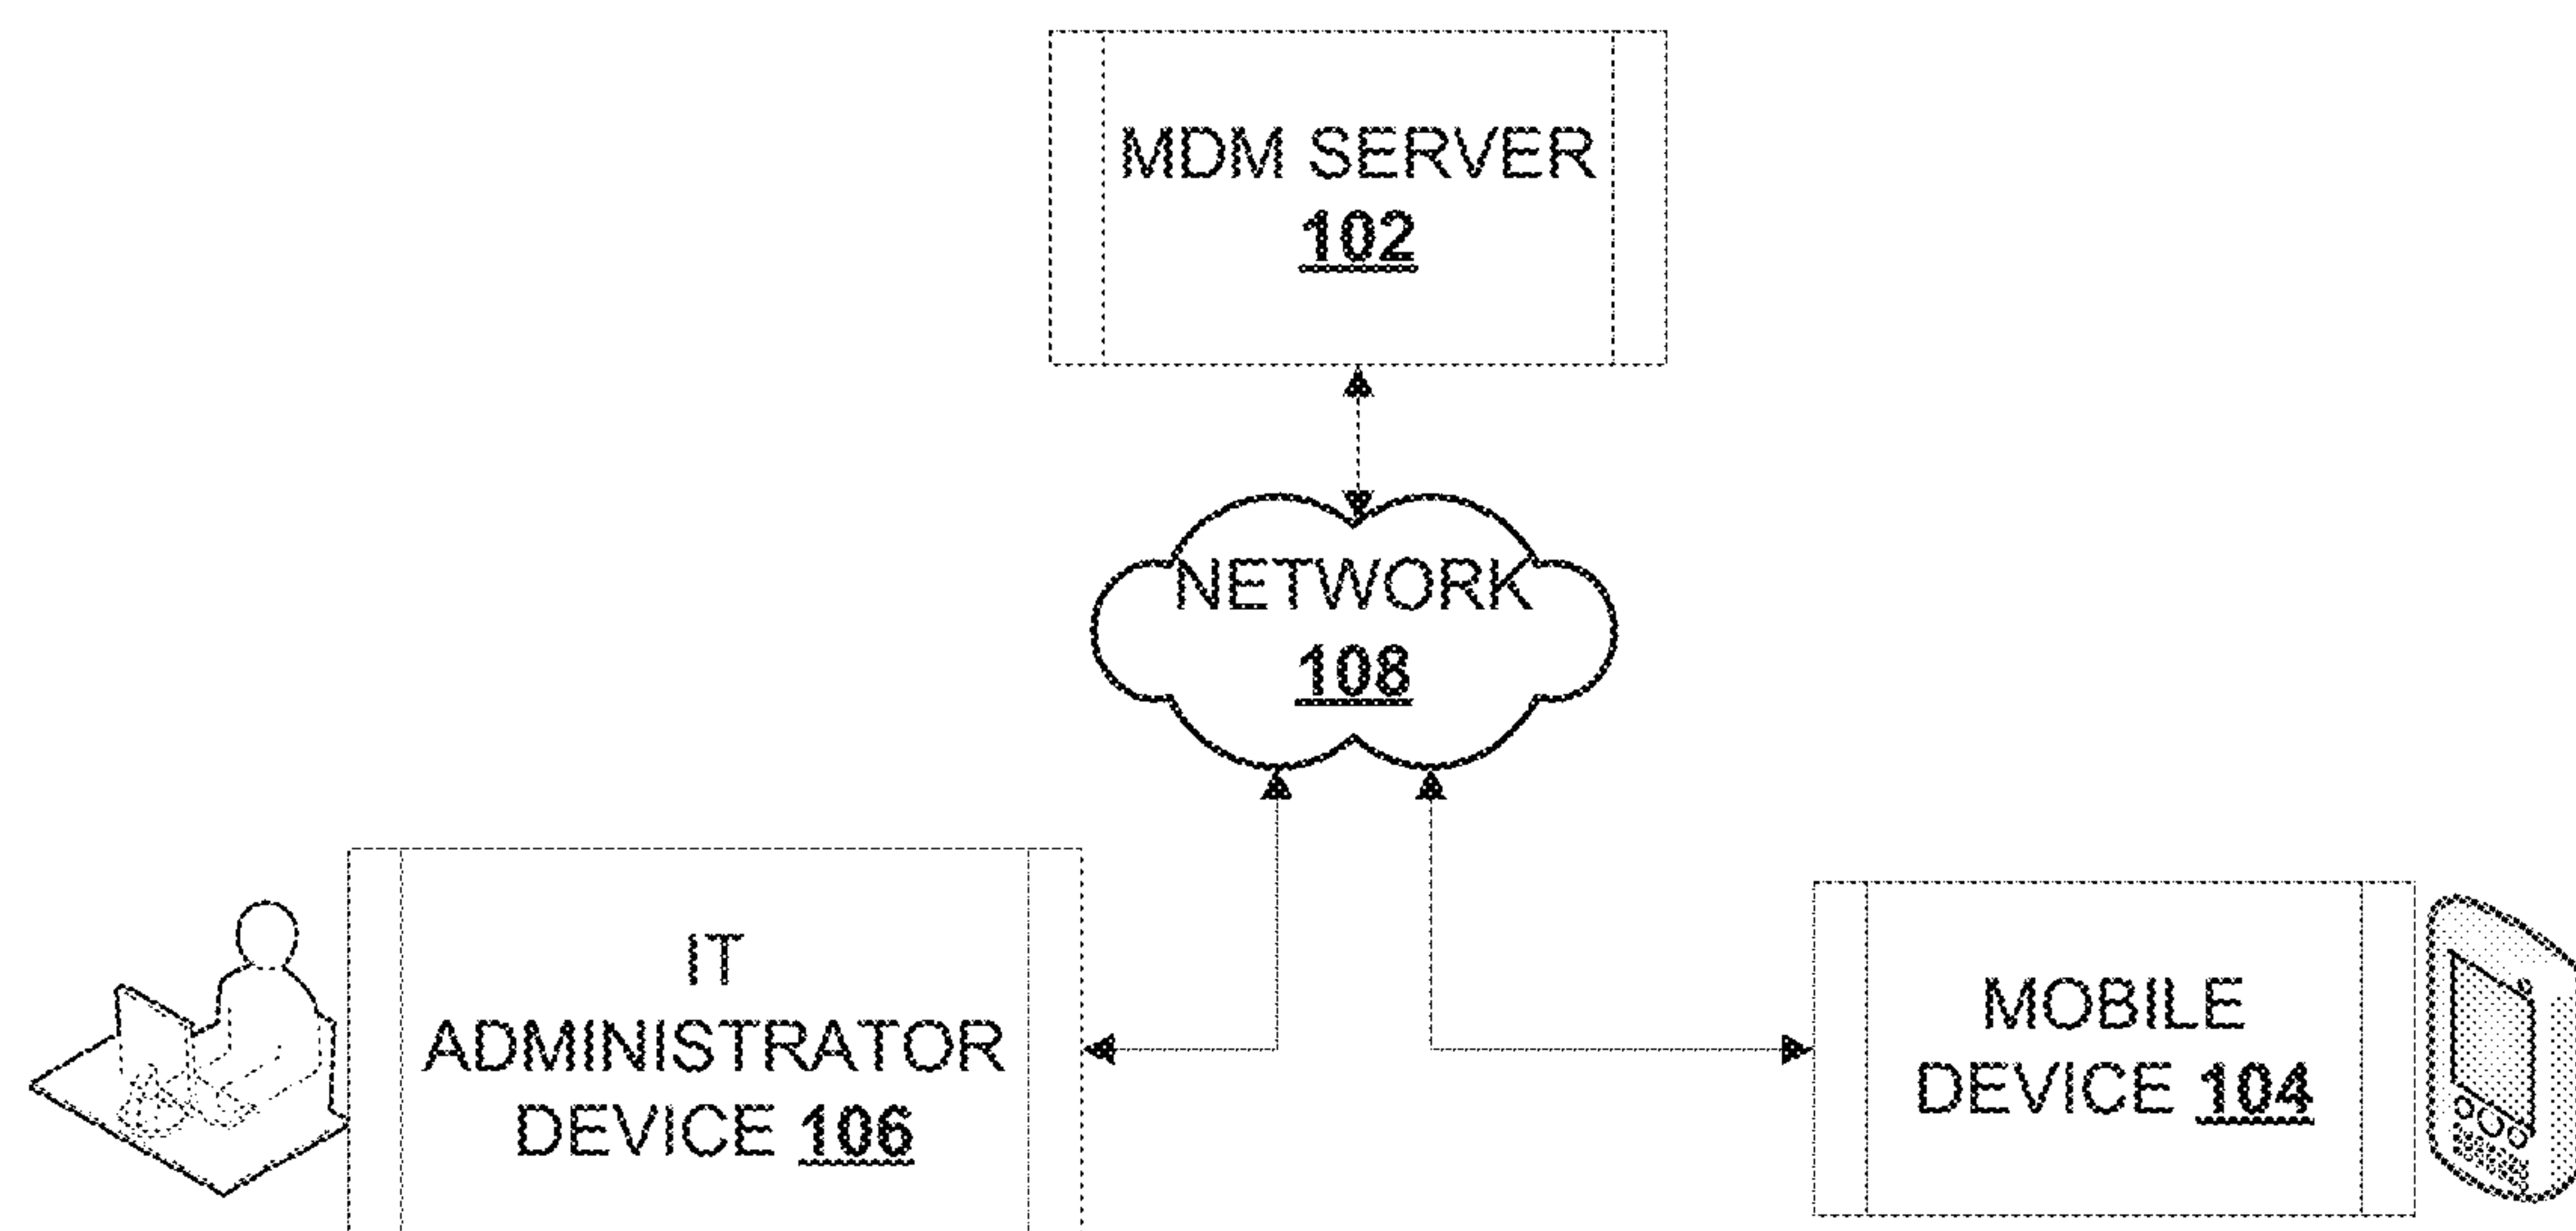 MDM SERVER
102
NETWORK
108
IT
ADMINISTRATOR
DEVICE 106
MOBILE
DEVICE 104